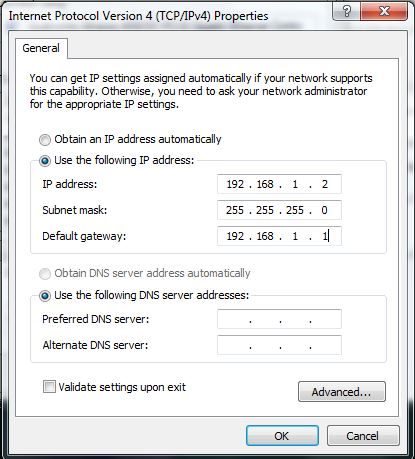 Internet Protocol Version 4 (TCP/IPv4) Properties
General
You can get IP settings assigned automatically if your network supports
this capability. Otherwise, you need to ask your network administrator
for the appropriate IP settings.
Obtain an IP address automatically
Use the following IP address:
IP address: 192 . 168 . 1 . 2
Subnet mask: 255 . 255 . 255 . 0
Default gateway: 192 . 168 . 1 . 1
Obtain DNS server address automatically
Use the following DNS server addresses:
Preferred DNS server: . . .
Alternate DNS server: . . .
Validate settings upon exit
Advanced...
OK Cancel